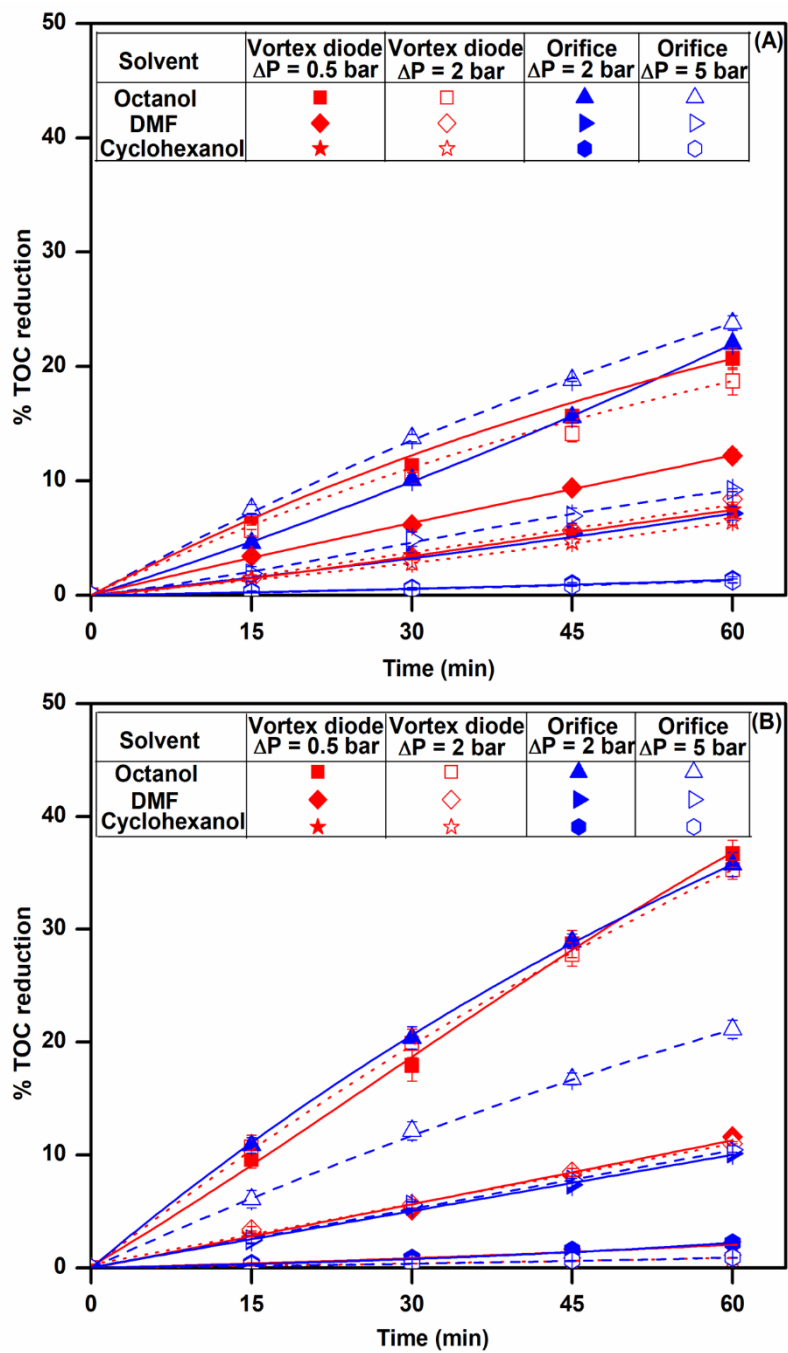 50
(A)
Solvent Vortex diode Vortex diode Orifice Orifice
ΔP = 0.5 bar ΔP = 2 bar ΔP = 2 bar ΔP = 5 bar
Octanol
DMF
Cyclohexanol
40
30
20
10
0
% TOC reduction
0 15 30 45 60
Time (min)
50
(B)
Solvent Vortex diode Vortex diode Orifice Orifice
ΔP = 0.5 bar ΔP = 2 bar ΔP = 2 bar ΔP = 5 bar
Octanol
DMF
Cyclohexanol
40
30
20
10
0
% TOC reduction
0 15 30 45 60
Time (min)